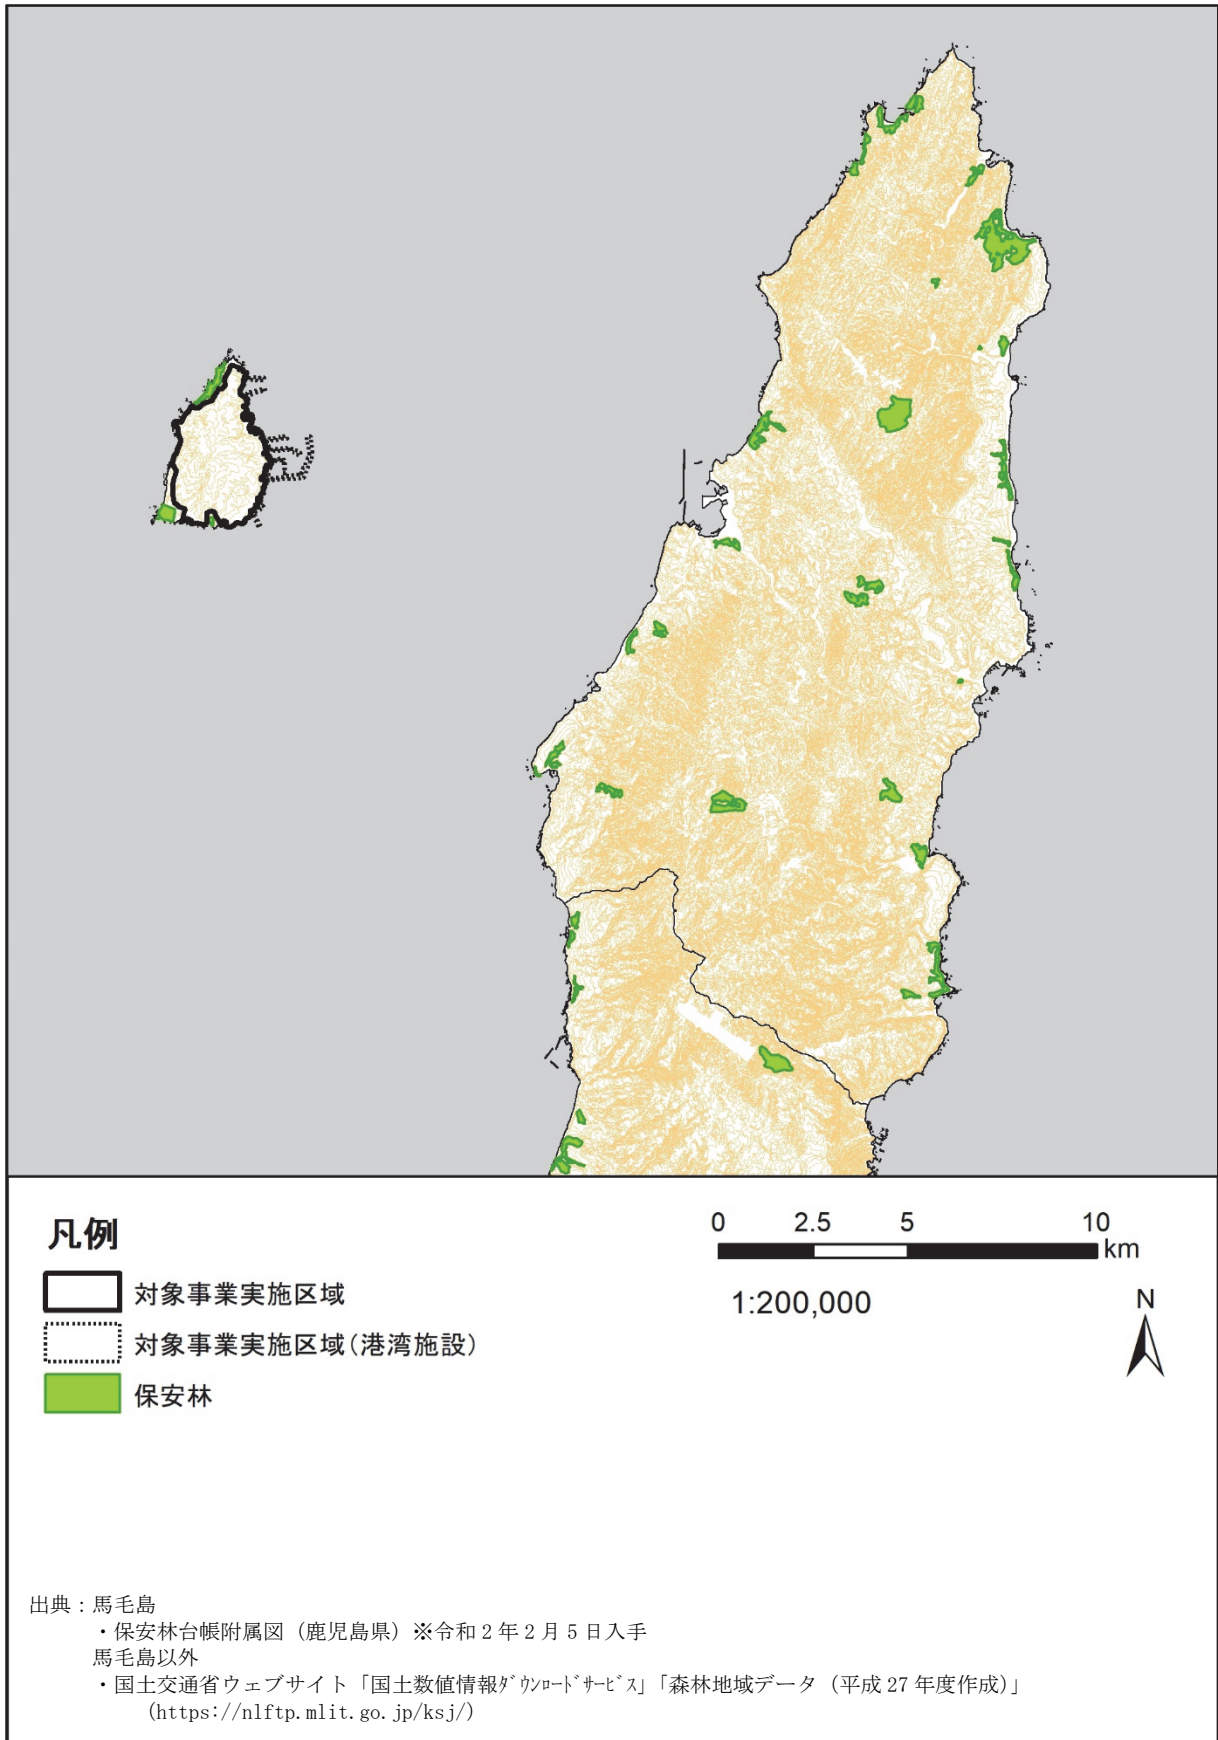 凡例
対象事業実施区域
対象事業実施区域(港湾施設)
保安林
0 2.5 5 10
km
1:200,000
N
出典：馬毛島
・保安林台帳附属図（鹿児島県）※令和２年２月５日入手
馬毛島以外
・国土交通省ウェブサイト「国土数値情報ﾀﾞｳﾝﾛｰﾄﾞｻｰﾋﾞｽ」「森林地域データ（平成 27 年度作成）」
(https://nlftp.mlit.go.jp/ksj/)